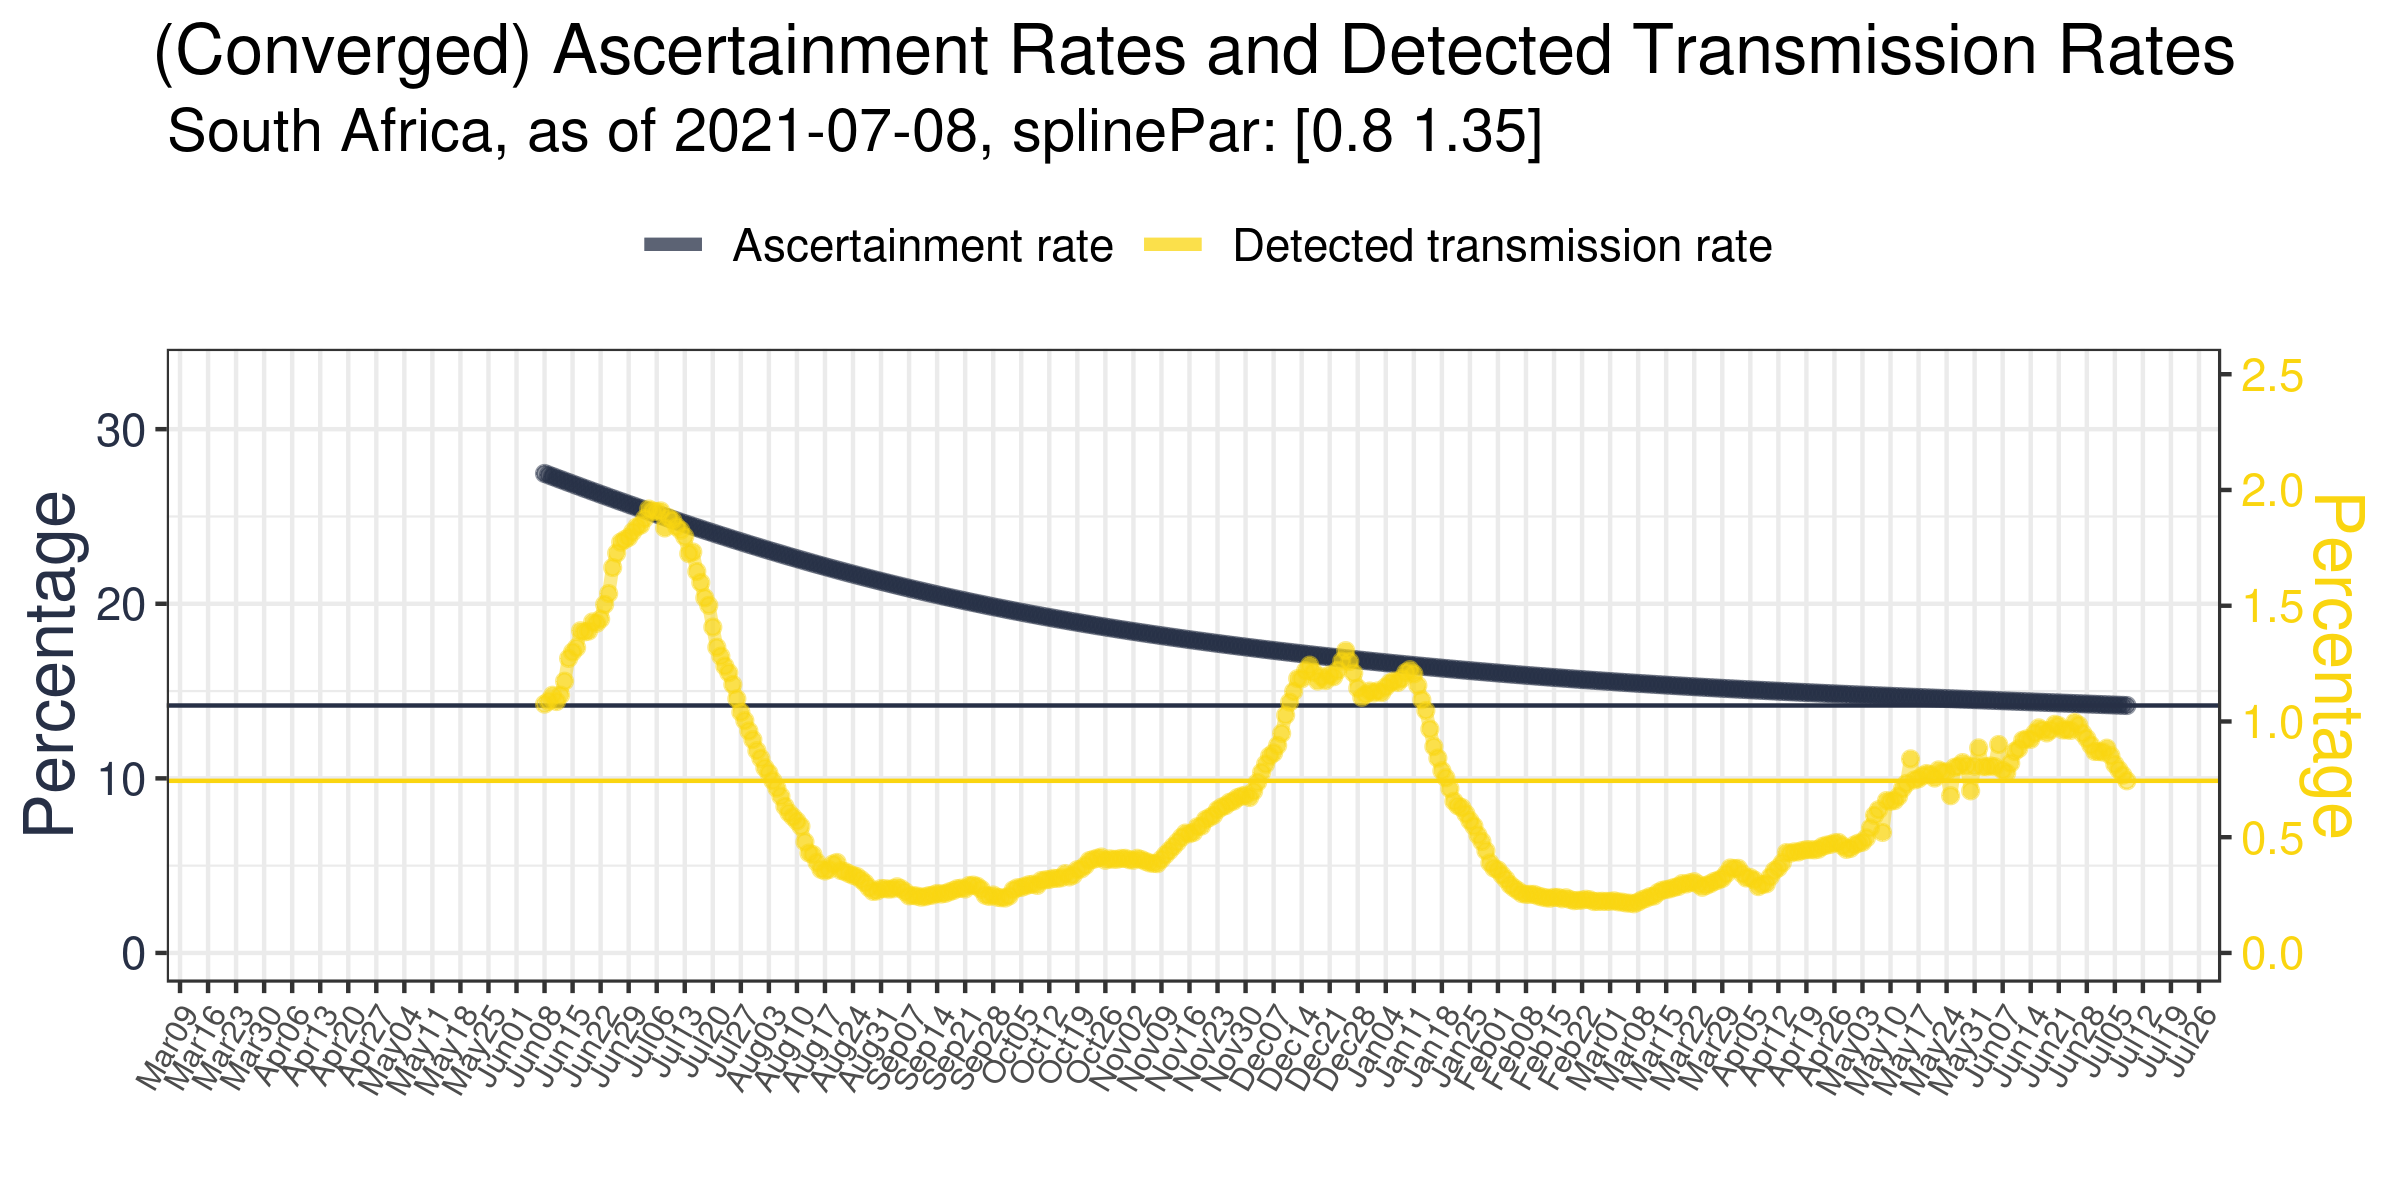 (Converged) Ascertainment Rates and Detected Transmission Rates
South Africa, as of 2021-07-08, splinePar: [0.8 1.35]
Ascertainment rate
Detected transmission rate
Percentage
30
20
10
0
2.5
2.0
1.5
1.0
0.5
0.0
Percentage
Mar09
Mar16
Mar23
Mar30
Apr06
Apr13
Apr20
Apr27
May04
May11
May18
May25
Jun01
Jun08
Jun15
Jun22
Jun29
Jul06
Jul13
Jul20
Jul27
Aug03
Aug10
Aug17
Aug24
Aug31
Sep07
Sep14
Sep21
Sep28
Oct05
Oct12
Oct19
Oct26
Nov02
Nov09
Nov16
Nov23
Nov30
Dec07
Dec14
Dec21
Dec28
Jan04
Jan11
Jan18
Jan25
Feb01
Feb08
Feb15
Feb22
Mar01
Mar08
Mar15
Mar22
Mar29
Apr05
Apr12
Apr19
Apr26
May03
May10
May17
May24
May31
Jun07
Jun14
Jun21
Jun28
Jul05
Jul12
Jul19
Jul26